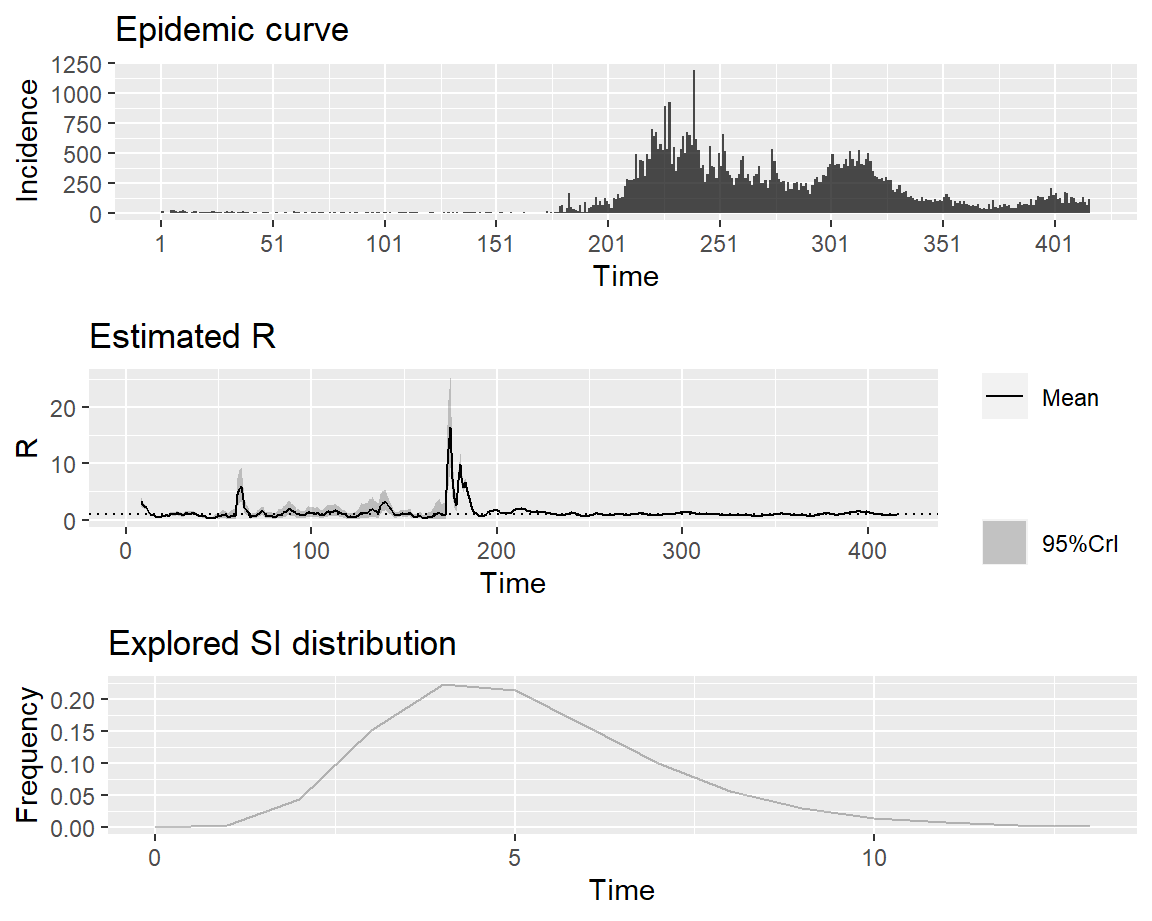 Epidemic curve
Incidence
1250
1000
750
500
250
0
1 51 101 151 201 251 301 351 401
Time
Estimated R
R
20
10
0
0 100 200 300 400
Time
Mean
95%CrI
Explored SI distribution
Frequency
0.20
0.15
0.10
0.05
0.00
0 5 10
Time